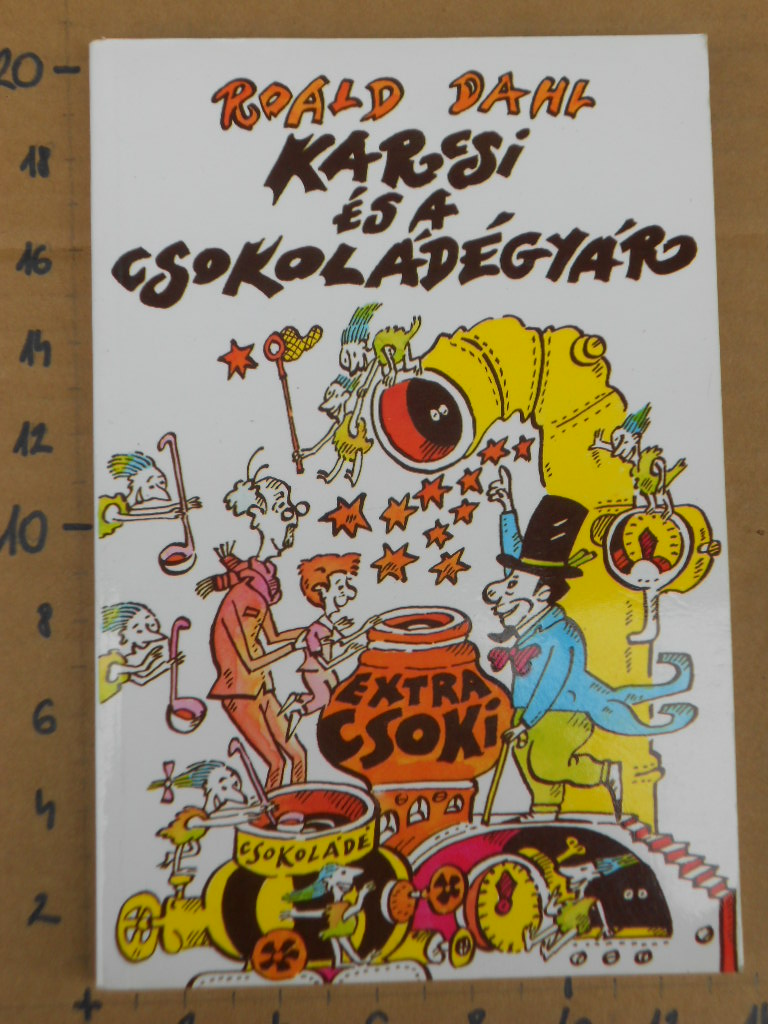 ROALD DAHL
KARCSI
ÉS A
CSOKOLÁDÉGYÁR
EXTRA
CSOKI
CSOKOLÁDÉ
20
18
16
14
12
10
8
6
4
2